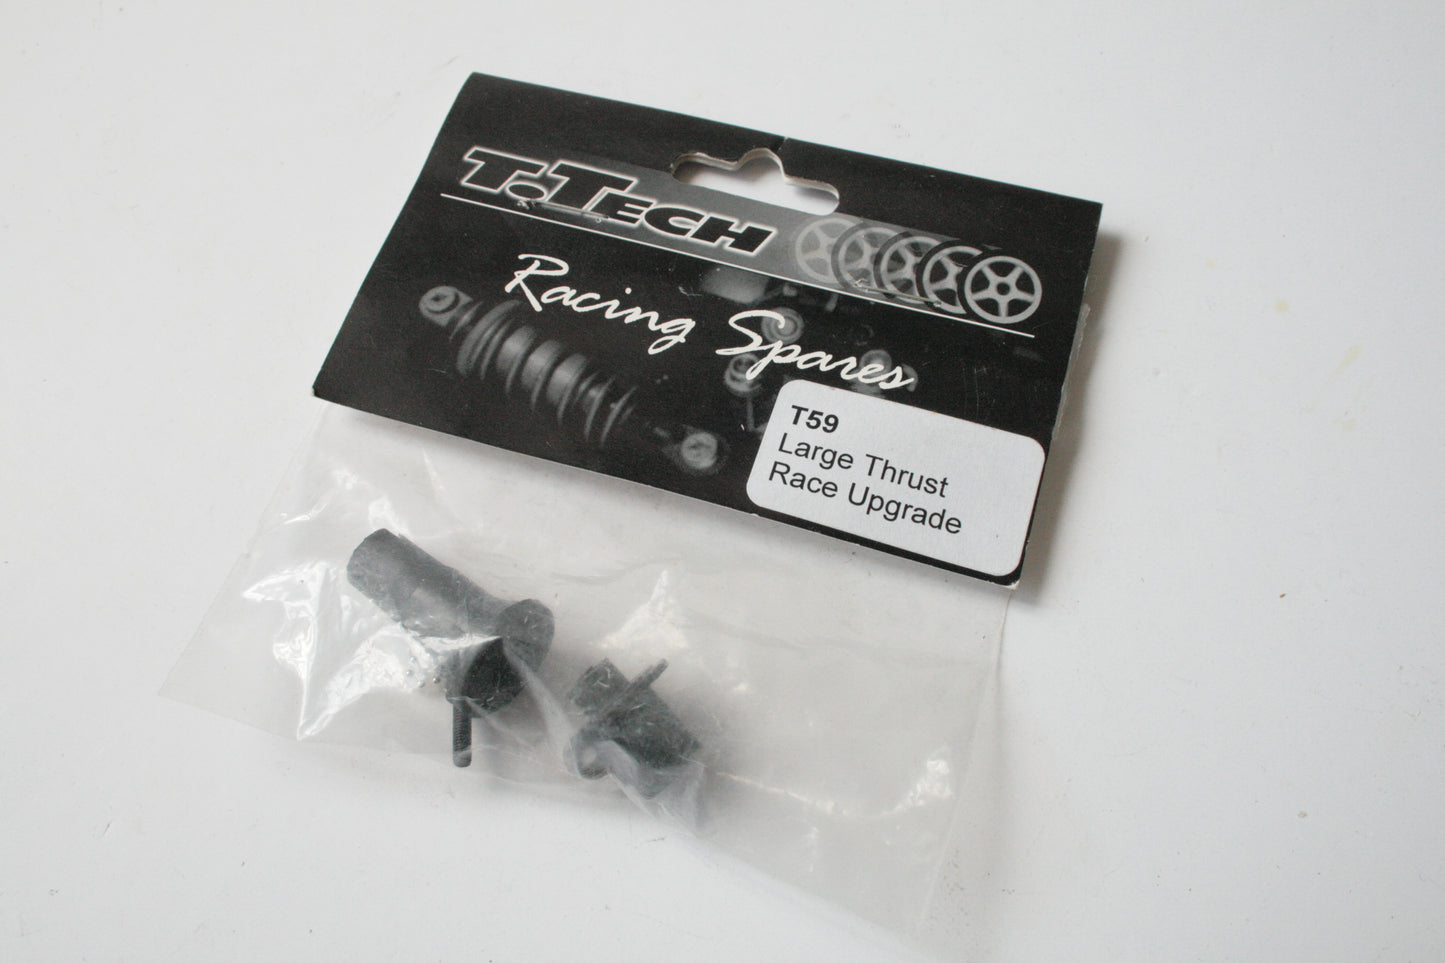 T.TECH
Racing Spares
T59
Large Thrust
Race Upgrade